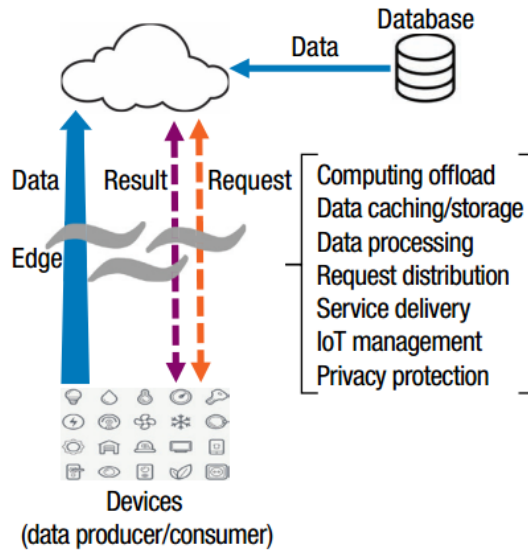 Database
Data
Data
Result
Request
Edge
Computing offload
Data caching/storage
Data processing
Request distribution
Service delivery
IoT management
Privacy protection
Devices
(data producer/consumer)